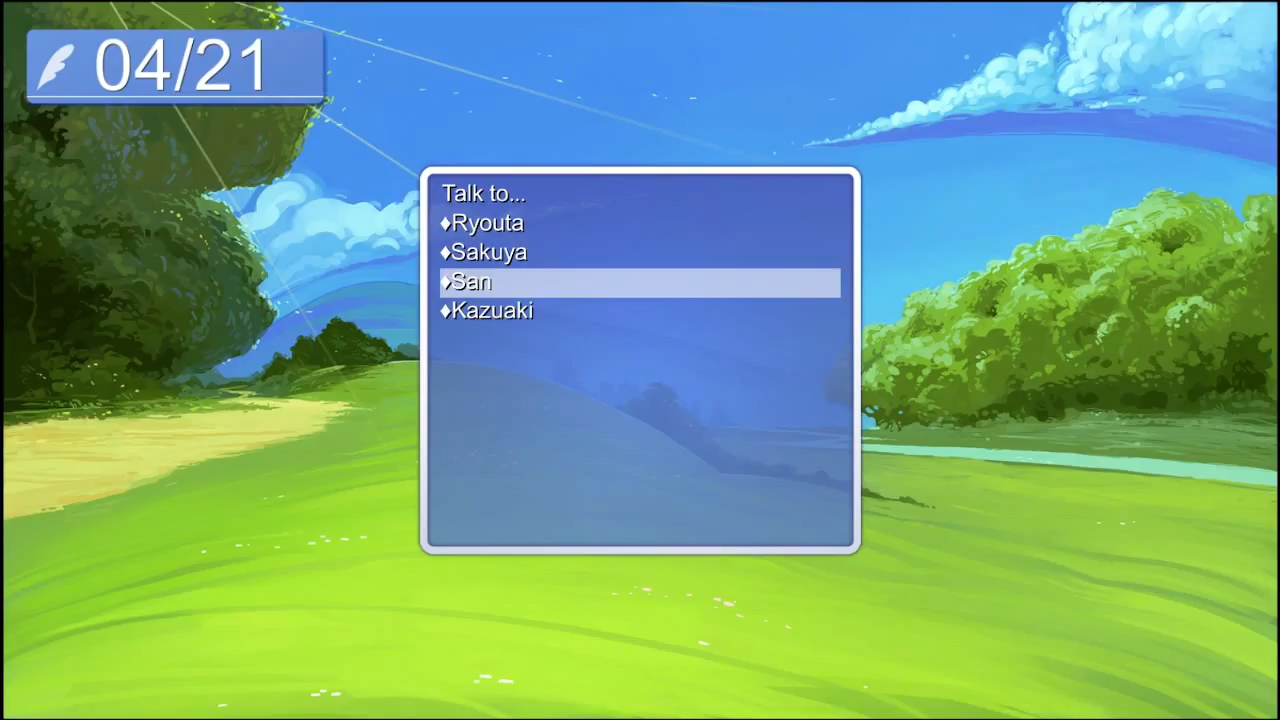 04/21
Talk to...
♦Ryouta
♦Sakuya
♦San
♦Kazuaki